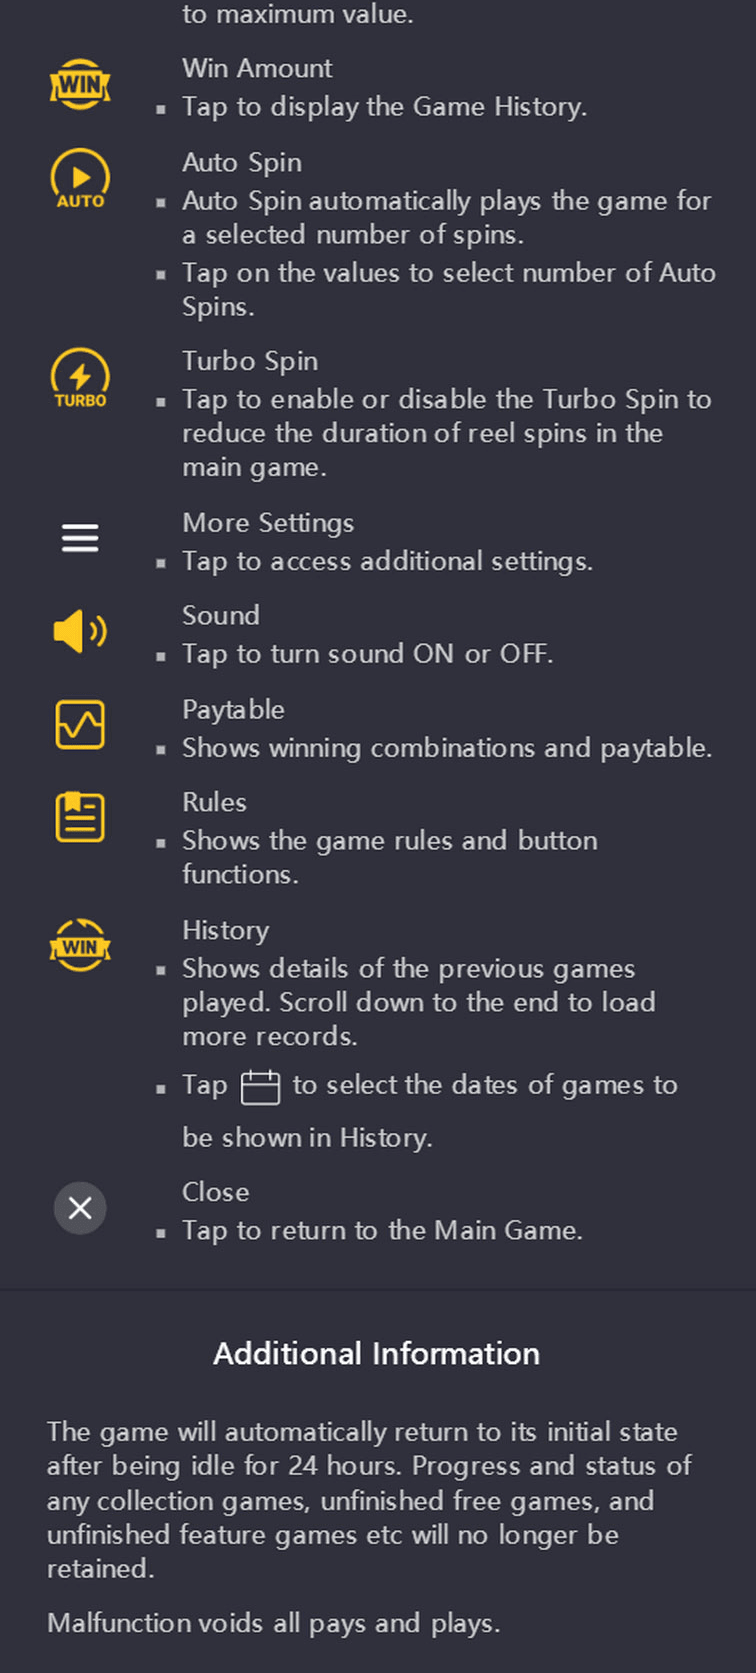 to maximum value.
WIN
Win Amount
▪ Tap to display the Game History.
AUTO
Auto Spin
▪ Auto Spin automatically plays the game for
a selected number of spins.
▪ Tap on the values to select number of Auto
Spins.
TURBO
Turbo Spin
▪ Tap to enable or disable the Turbo Spin to
reduce the duration of reel spins in the
main game.
More Settings
▪ Tap to access additional settings.
Sound
▪ Tap to turn sound ON or OFF.
Paytable
▪ Shows winning combinations and paytable.
Rules
▪ Shows the game rules and button
functions.
WIN
History
▪ Shows details of the previous games
played. Scroll down to the end to load
more records.
▪ Tap to select the dates of games to
be shown in History.
Close
▪ Tap to return to the Main Game.
Additional Information
The game will automatically return to its initial state
after being idle for 24 hours. Progress and status of
any collection games, unfinished free games, and
unfinished feature games etc will no longer be
retained.
Malfunction voids all pays and plays.